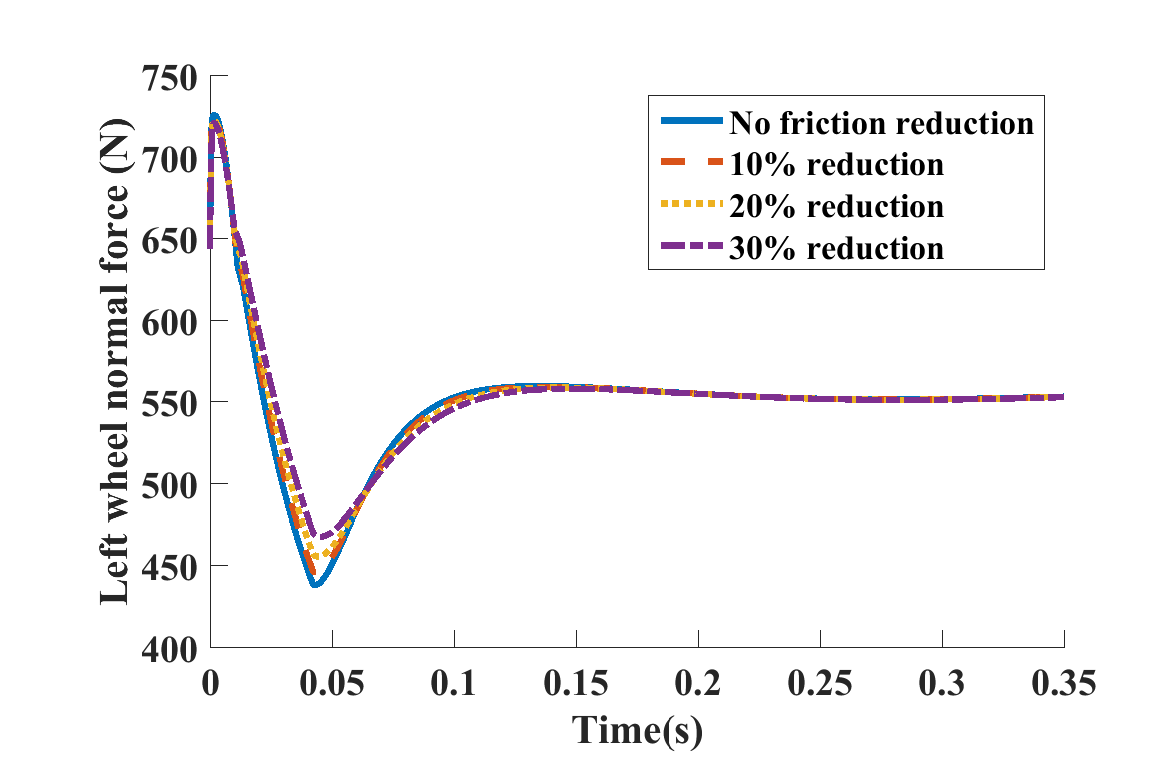 750
700
650
600
550
500
450
400
0
0.05
0.1
0.15
0.2
0.25
0.3
0.35
Left wheel normal force (N)
Time(s)
No friction reduction
10% reduction
20% reduction
30% reduction